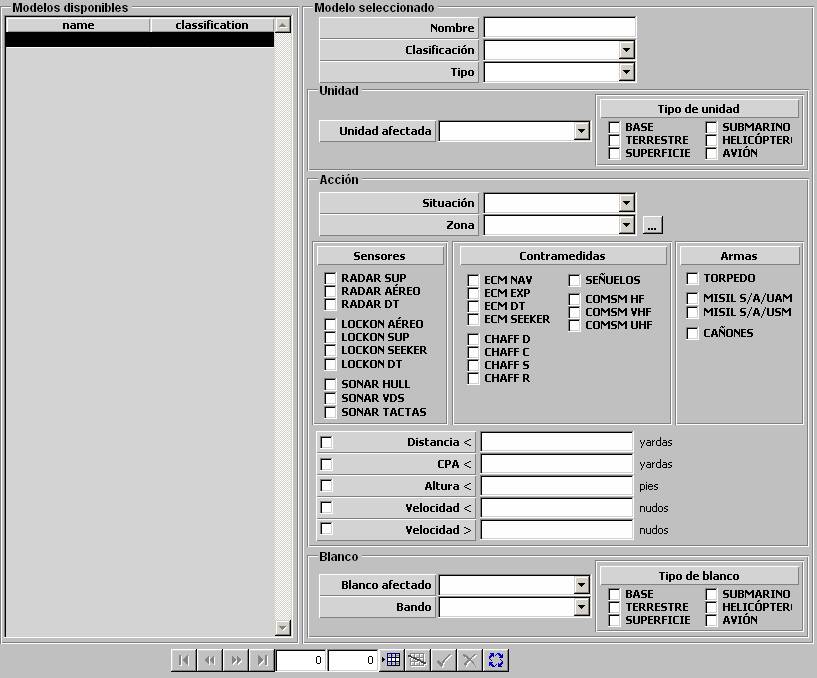 Modelos disponibles
name classification
Modelo seleccionado
Nombre
Clasificación
Tipo
Unidad
Unidad afectada
Tipo de unidad
BASE SUBMARINO
TERRESTRE
SUPERFICIE AVIÓN
Acción
Situación
Zona ...
Sensores
RADAR SUP
RADAR AÉREO
RADAR DT
LOCKON AÉREO
LOCKON SUP
LOCKON SEEKER
LOCKON DT
SONAR HULL
SONAR VDS
SONAR TACTAS
Contramedidas
ECM NAV
ECM EXP
ECM DT
ECM SEEKER
CHAFF D
CHAFF C
CHAFF S
CHAFF R
SEÑUELOS
COMSM HF
COMSM VHF
COMSM UHF
Armas
TORPEDO
MISIL S/A/UAM
MISIL S/A/USM
CAÑONES
Distancia < yardas
CPA < yardas
Altura < pies
Velocidad < nudos
Velocidad > nudos
Blanco
Blanco afectado
Bando
Tipo de blanco
BASE SUBMARINO
TERRESTRE
SUPERFICIE AVIÓN
0 0